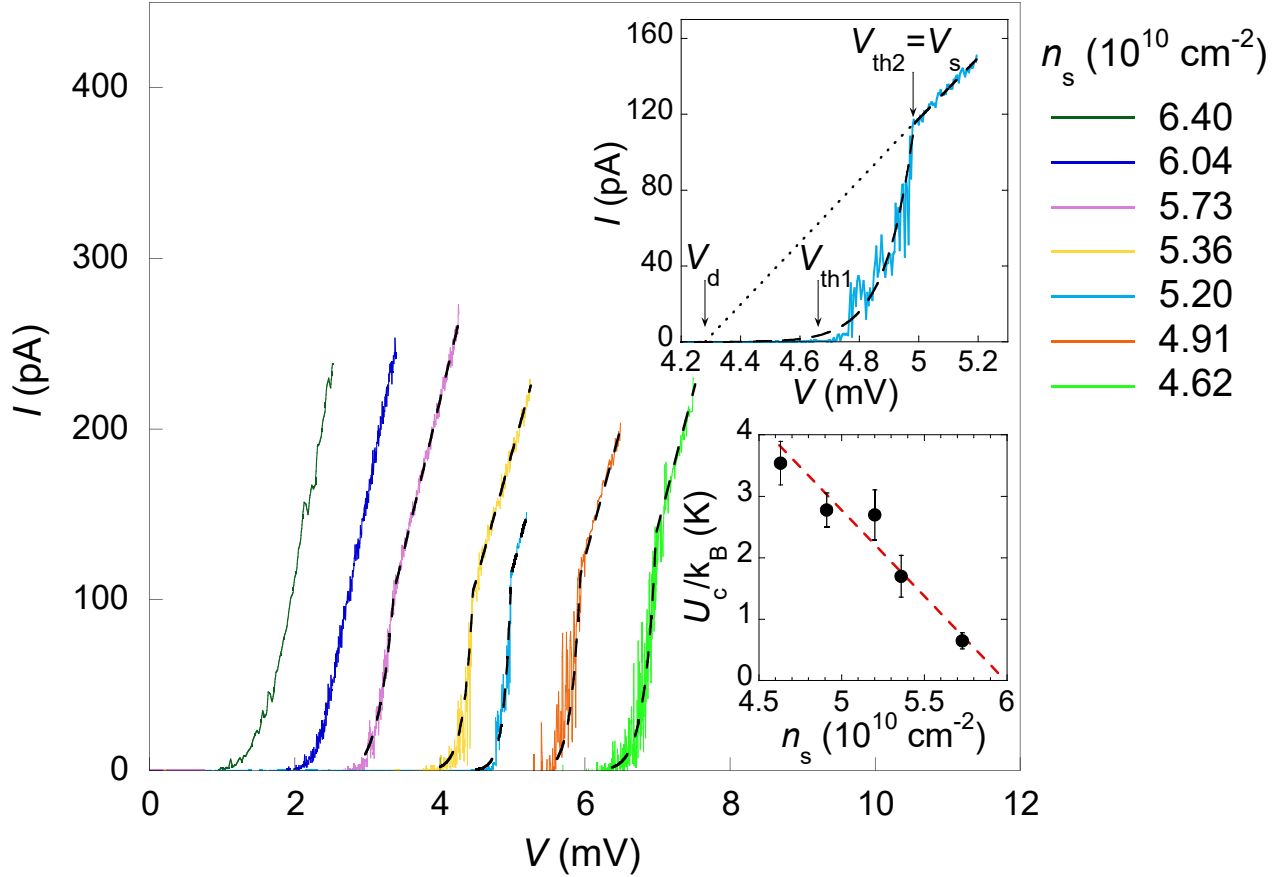 400
300
200
100
0
I (pA)
0 2 4 6 8 10 12
V (mV)
160
120
80
40
0
I (pA)
V_th2=V_s
V_d
V_th1
4.2 4.4 4.6 4.8 5 5.2
V (mV)
4
3
2
1
0
U_c/k_B (K)
4.5 5 5.5 6
n_s (10^10 cm^-2)
n_s (10^10 cm^-2)
6.40
6.04
5.73
5.36
5.20
4.91
4.62